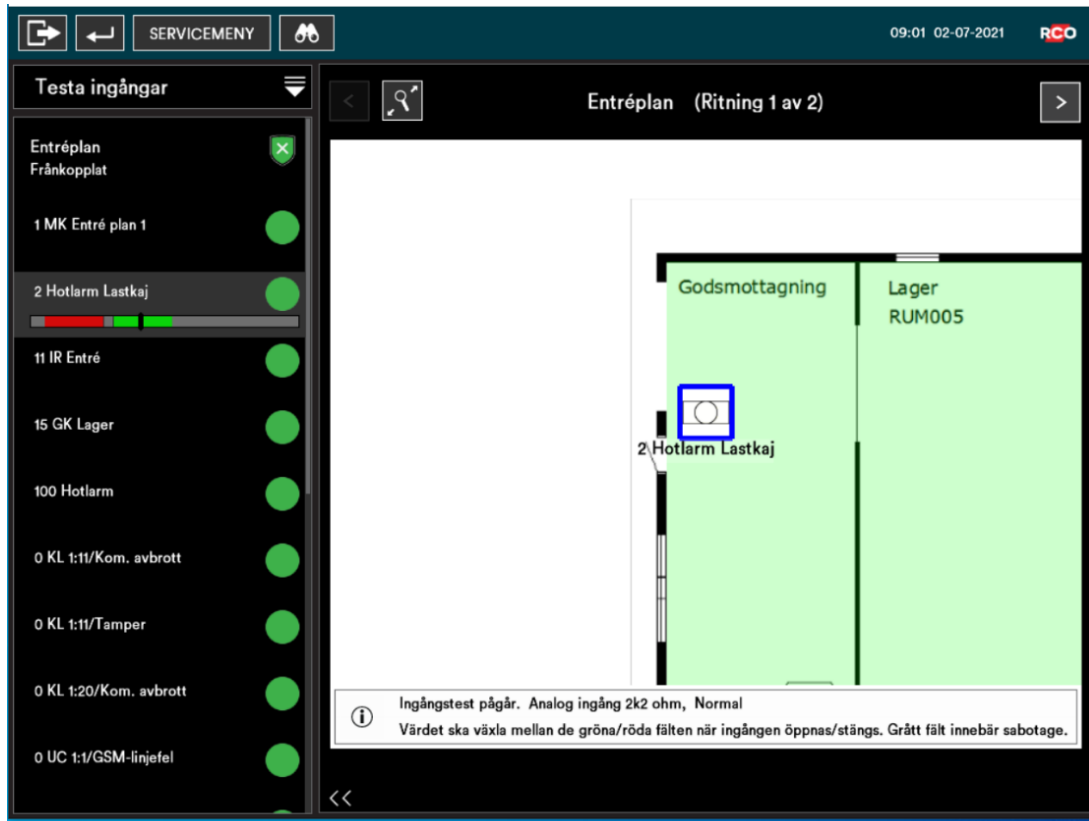 SERVICEMENY
09:01 02-07-2021
RCO
Testa ingångar
Entréplan (Ritning 1 av 2)
Entréplan
Frånkopplat
1 MK Entré plan 1
2 Hotlarm Lastkaj
11 IR Entré
15 GK Lager
100 Hotlarm
0 KL 1:11/Kom. avbrott
0 KL 1:11/Tamper
0 KL 1:20/Kom. avbrott
0 UC 1:1/GSM-linjefel
Godsmottagning
Lager
RUM005
2 Hotlarm Lastkaj
Ingångstest pågår. Analog ingång 2k2 ohm, Normal
Värdet ska växla mellan de gröna/röda fälten när ingången öppnas/stängs. Grått fält innebär sabotage.
<<